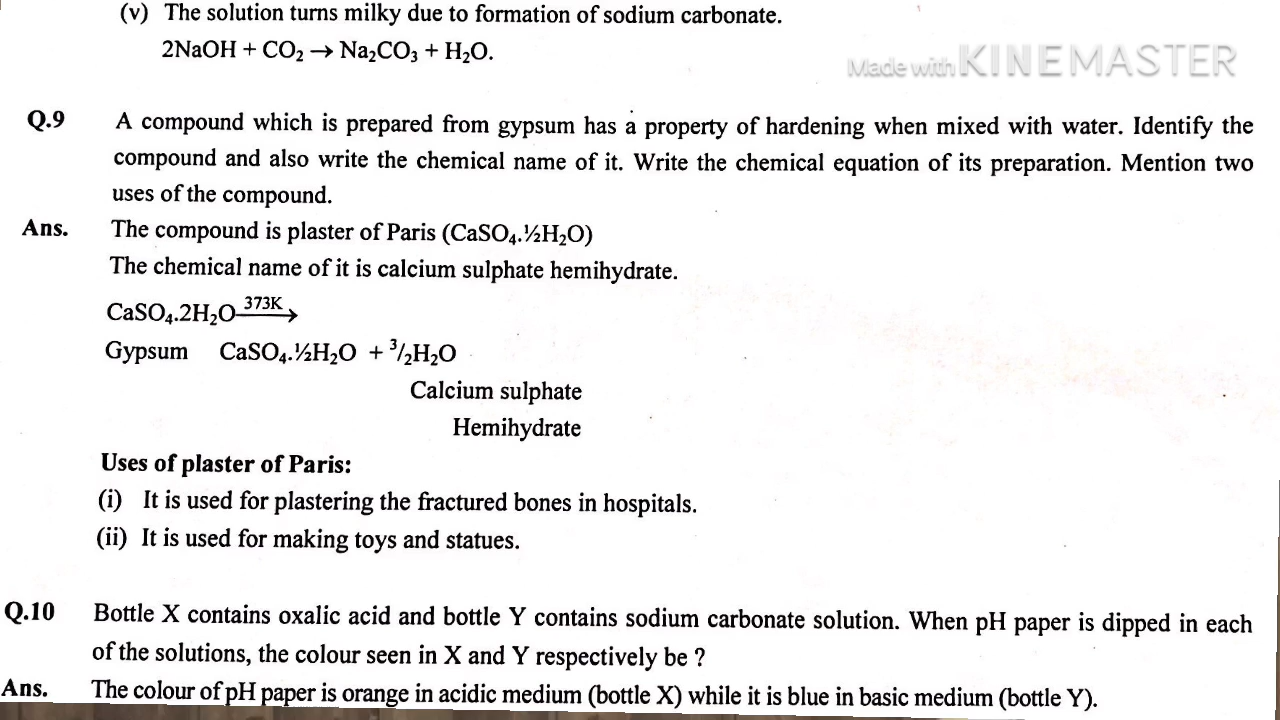 (v) The solution turns milky due to formation of sodium carbonate.
2NaOH + CO₂ → Na₂CO₃ + H₂O.
Made with KINEMASTER
Q.9 A compound which is prepared from gypsum has a property of hardening when mixed with water. Identify the
compound and also write the chemical name of it. Write the chemical equation of its preparation. Mention two
uses of the compound.
Ans. The compound is plaster of Paris (CaSO₄.½H₂O)
The chemical name of it is calcium sulphate hemihydrate.
CaSO₄.2H₂O 373K→
Gypsum CaSO₄.½H₂O + ³/₂H₂O
Calcium sulphate
Hemihydrate
Uses of plaster of Paris:
(i) It is used for plastering the fractured bones in hospitals.
(ii) It is used for making toys and statues.
Q.10 Bottle X contains oxalic acid and bottle Y contains sodium carbonate solution. When pH paper is dipped in each
of the solutions, the colour seen in X and Y respectively be ?
Ans. The colour of pH paper is orange in acidic medium (bottle X) while it is blue in basic medium (bottle Y).